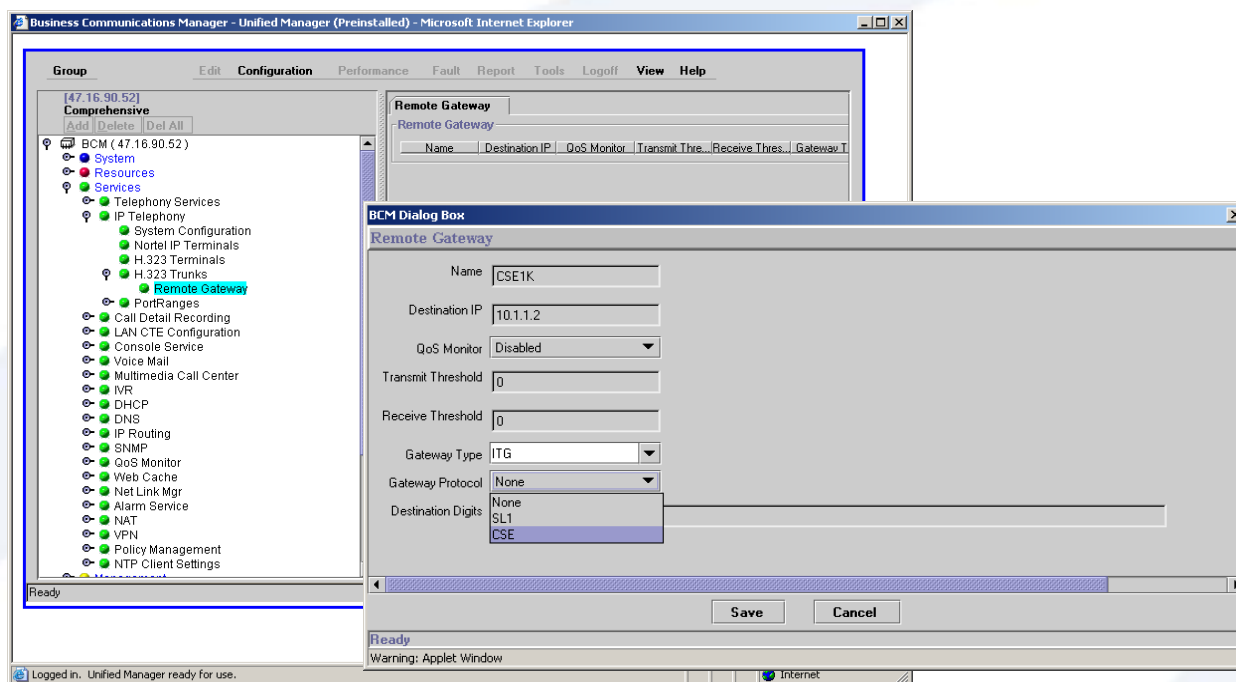 Business Communications Manager - Unified Manager (Preinstalled) - Microsoft Internet Explorer
Group Edit Configuration Performance Fault Report Tools Logoff View Help
[47.16.90.52]
Comprehensive
Add Delete Del All
BCM ( 47.16.90.52 )
System
Resources
Services
Telephony Services
IP Telephony
System Configuration
Nortel IP Terminals
H.323 Terminals
H.323 Trunks
Remote Gateway
PortRanges
Call Detail Recording
LAN CTE Configuration
Console Service
Voice Mail
Multimedia Call Center
IVR
DHCP
DNS
IP Routing
SNMP
QoS Monitor
Web Cache
Net Link Mgr
Alarm Service
NAT
VPN
Policy Management
NTP Client Settings
Management
Ready
Remote Gateway
Remote Gateway
Name Destination IP QoS Monitor Transmit Thre... Receive Thres... Gateway T
BCM Dialog Box
Remote Gateway
Name CSE1K
Destination IP 10.1.1.2
QoS Monitor Disabled
Transmit Threshold 0
Receive Threshold 0
Gateway Type ITG
Gateway Protocol None
None
Destination Digits
SL1
CSE
Save Cancel
Ready
Warning: Applet Window
Logged in. Unified Manager ready for use. Internet